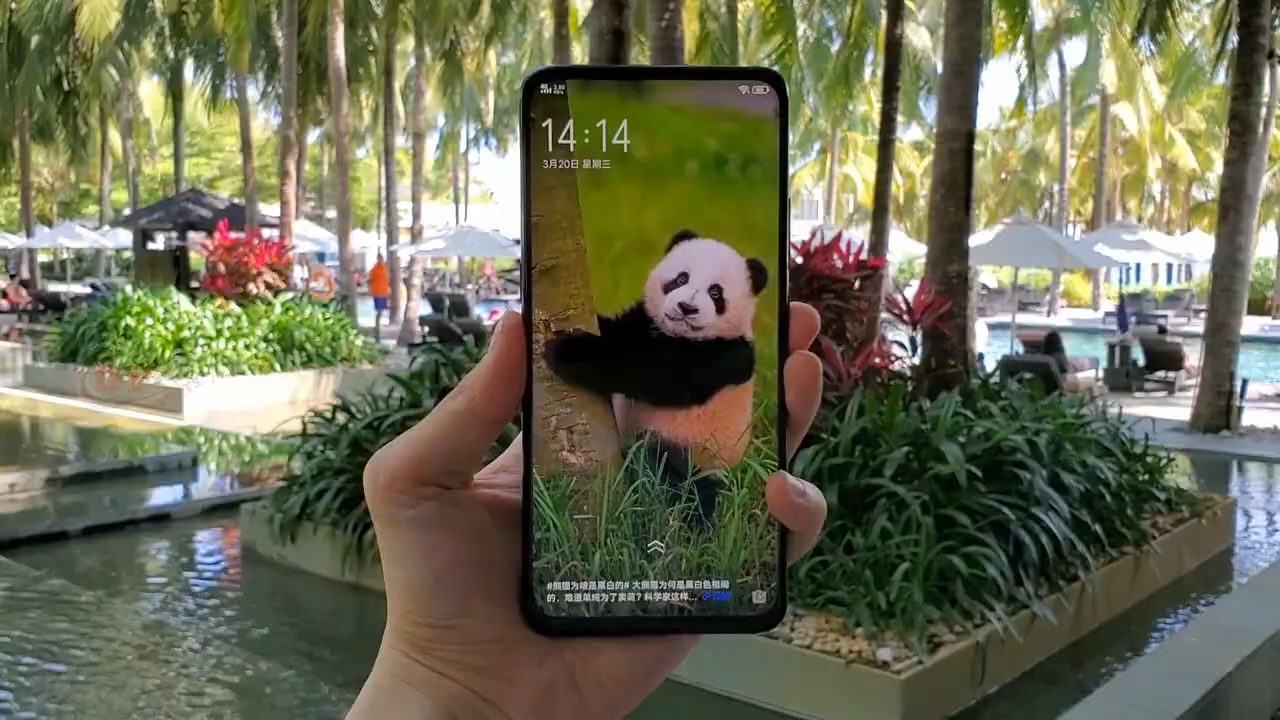 14:14
3月20日 星期三
#熊猫为啥是黑白的# 大熊猫为何是黑白色相间
的，难道单纯为了卖萌？科学家这样...